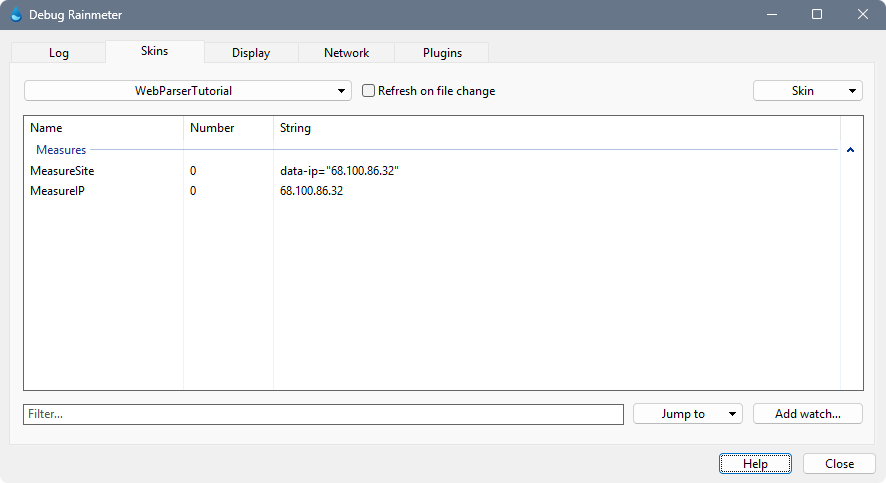 Debug Rainmeter
Log Skins Display Network Plugins
WebParserTutorial Refresh on file change Skin
Name Number String
Measures
MeasureSite 0 data-ip="68.100.86.32"
MeasureIP 0 68.100.86.32
Filter... Jump to Add watch...
Help Close